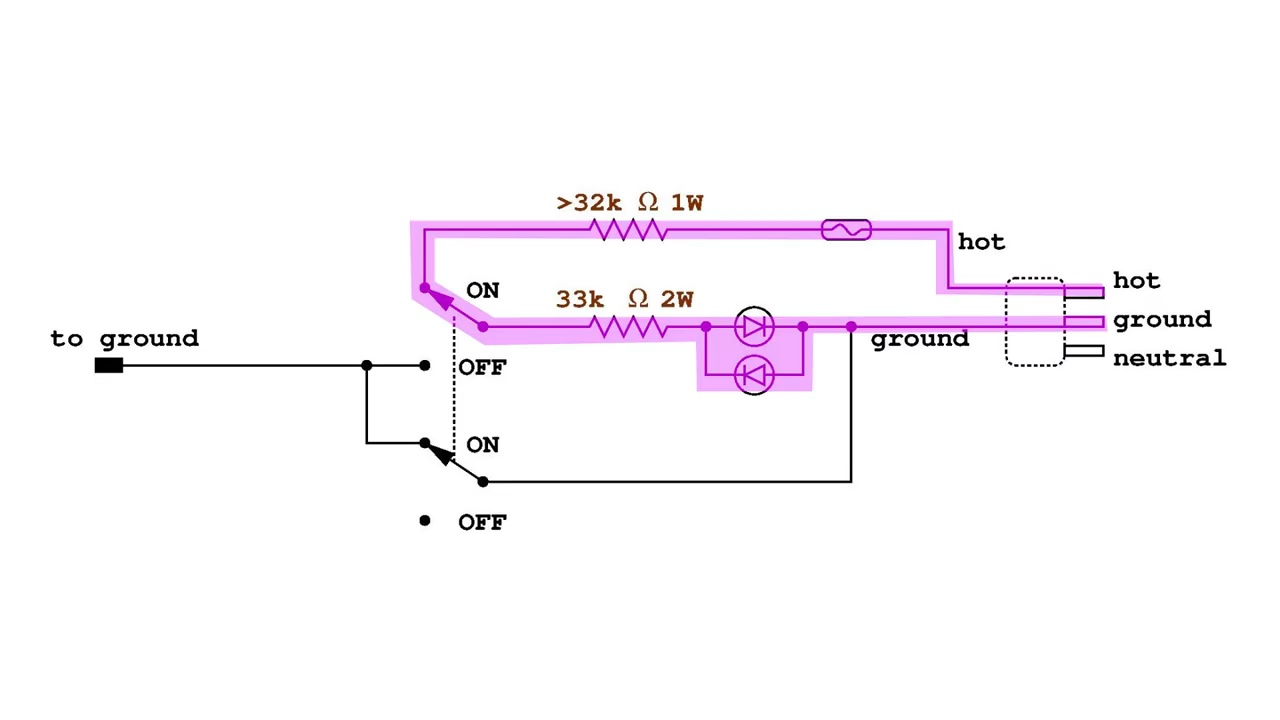 >32k Ω 1W
hot
hot
ON
33k Ω 2W
ground
to ground
ground
neutral
OFF
ON
OFF